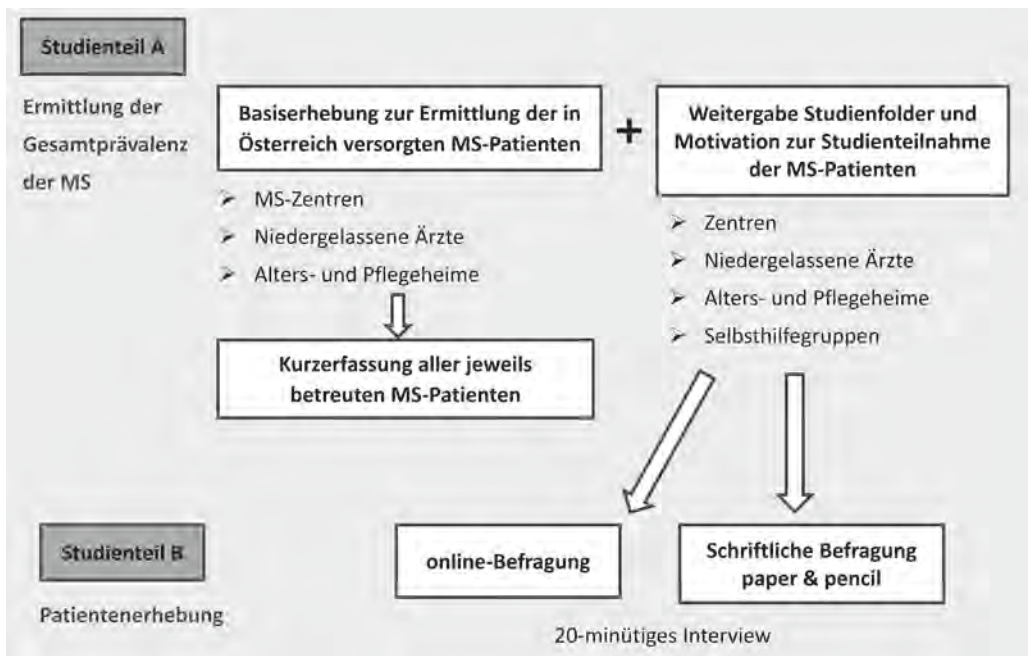 Studienteil A
Ermittlung der
Gesamtprävalenz
der MS
Basiserhebung zur Ermittlung der in
Österreich versorgten MS-Patienten
➢ MS-Zentren
➢ Niedergelassene Ärzte
➢ Alters- und Pflegeheime
Kurzerfassung aller jeweils
betreuten MS-Patienten
+
Weitergabe Studienfolder und
Motivation zur Studienteilnahme
der MS-Patienten
➢ Zentren
➢ Niedergelassene Ärzte
➢ Alters- und Pflegeheime
➢ Selbsthilfegruppen
Studienteil B
Patientenerhebung
online-Befragung
Schriftliche Befragung
paper & pencil
20-minütiges Interview